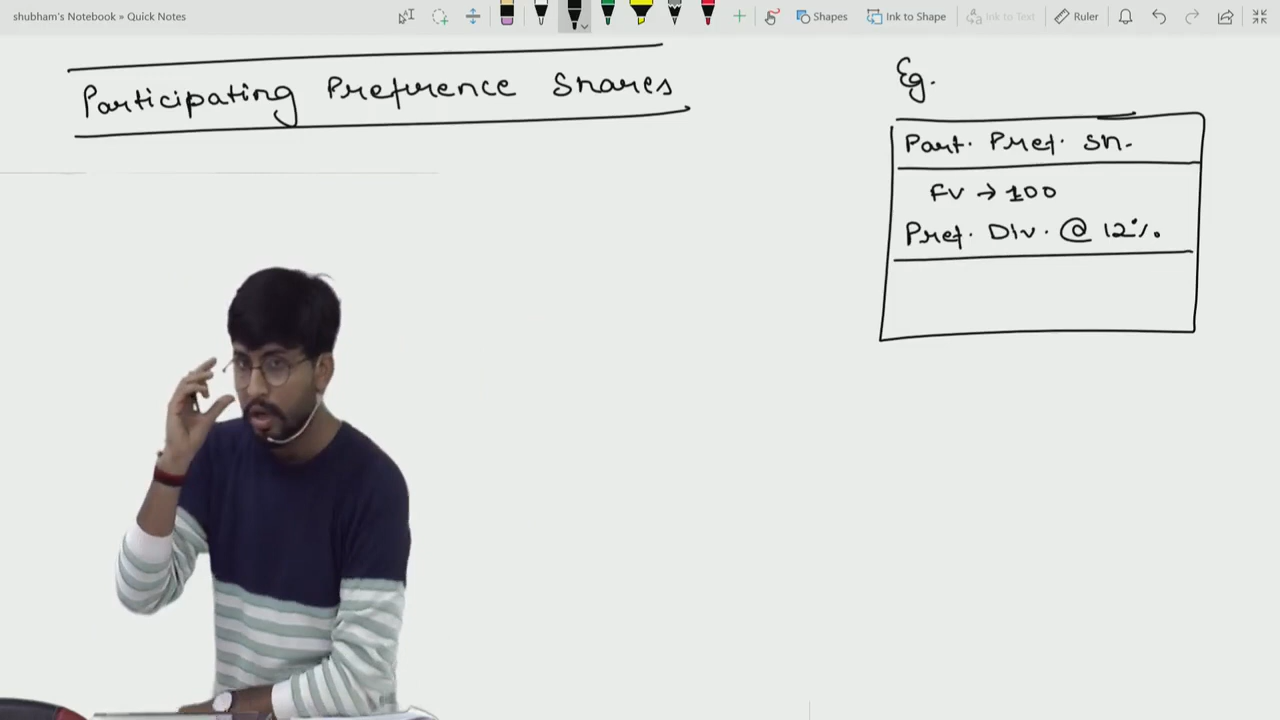 shubham's Notebook » Quick Notes
Shapes
Ink to Shape
Ink to Text
Ruler
Participating Preference Shares
Eg.
Part. Pref. Sh.
FV → 100
Pref. Div. @ 12%